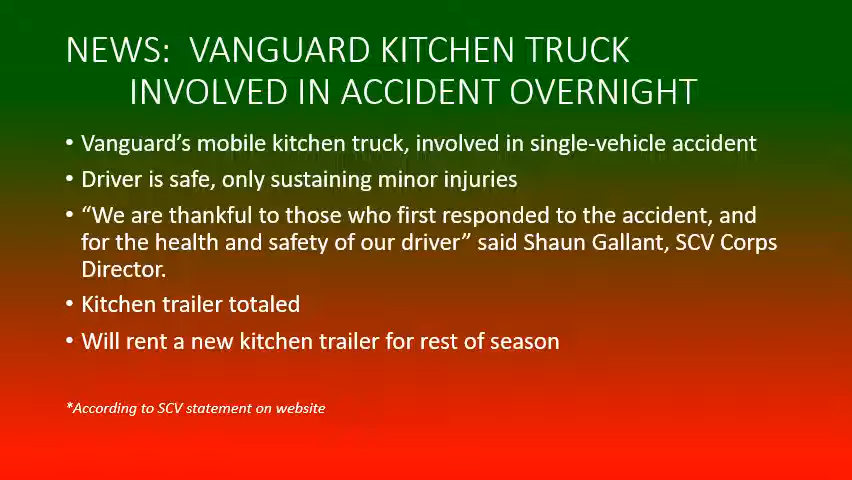 NEWS:  VANGUARD KITCHEN TRUCK
INVOLVED IN ACCIDENT OVERNIGHT
• Vanguard’s mobile kitchen truck, involved in single-vehicle accident
• Driver is safe, only sustaining minor injuries
• “We are thankful to those who first responded to the accident, and
for the health and safety of our driver” said Shaun Gallant, SCV Corps
Director.
• Kitchen trailer totaled
• Will rent a new kitchen trailer for rest of season
*According to SCV statement on website